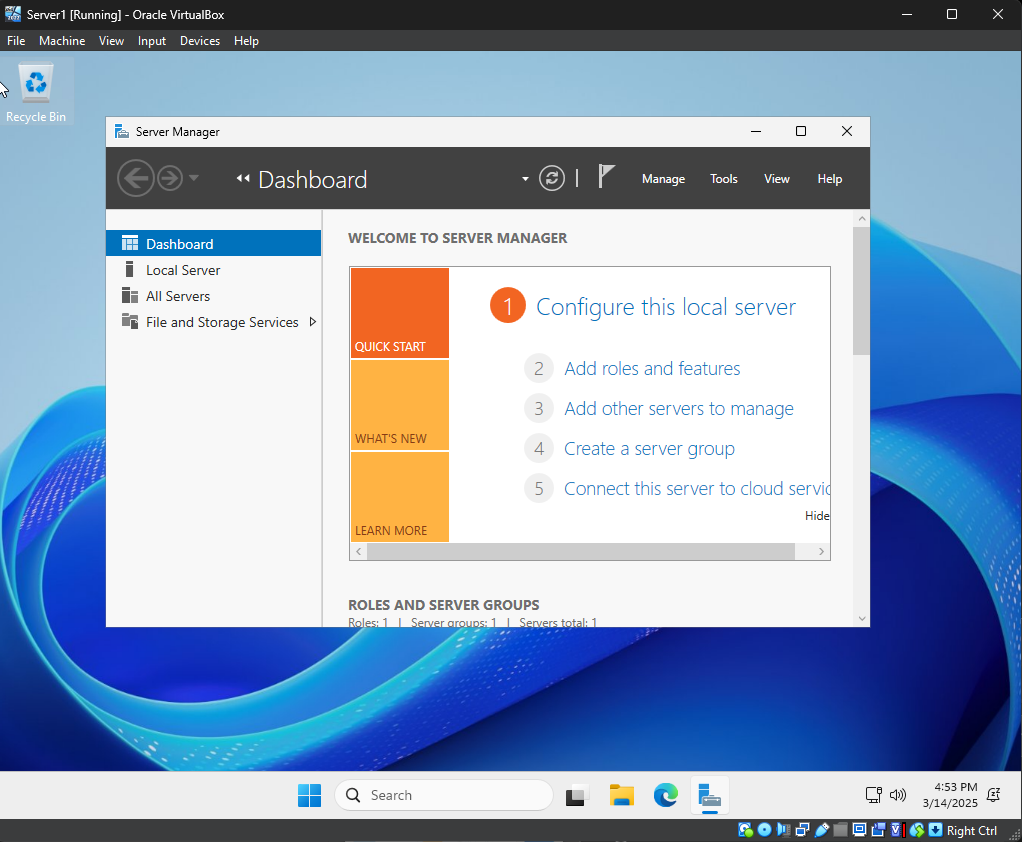 Server1 [Running] - Oracle VirtualBox
File Machine View Input Devices Help
Recycle Bin
Server Manager
Dashboard
Manage Tools View Help
Dashboard
Local Server
All Servers
File and Storage Services
WELCOME TO SERVER MANAGER
QUICK START
WHAT'S NEW
LEARN MORE
1 Configure this local server
2 Add roles and features
3 Add other servers to manage
4 Create a server group
5 Connect this server to cloud servic
Hide
ROLES AND SERVER GROUPS
Roles: 1 | Server groups: 1 | Servers total: 1
Search
4:53 PM
3/14/2025
Right Ctrl